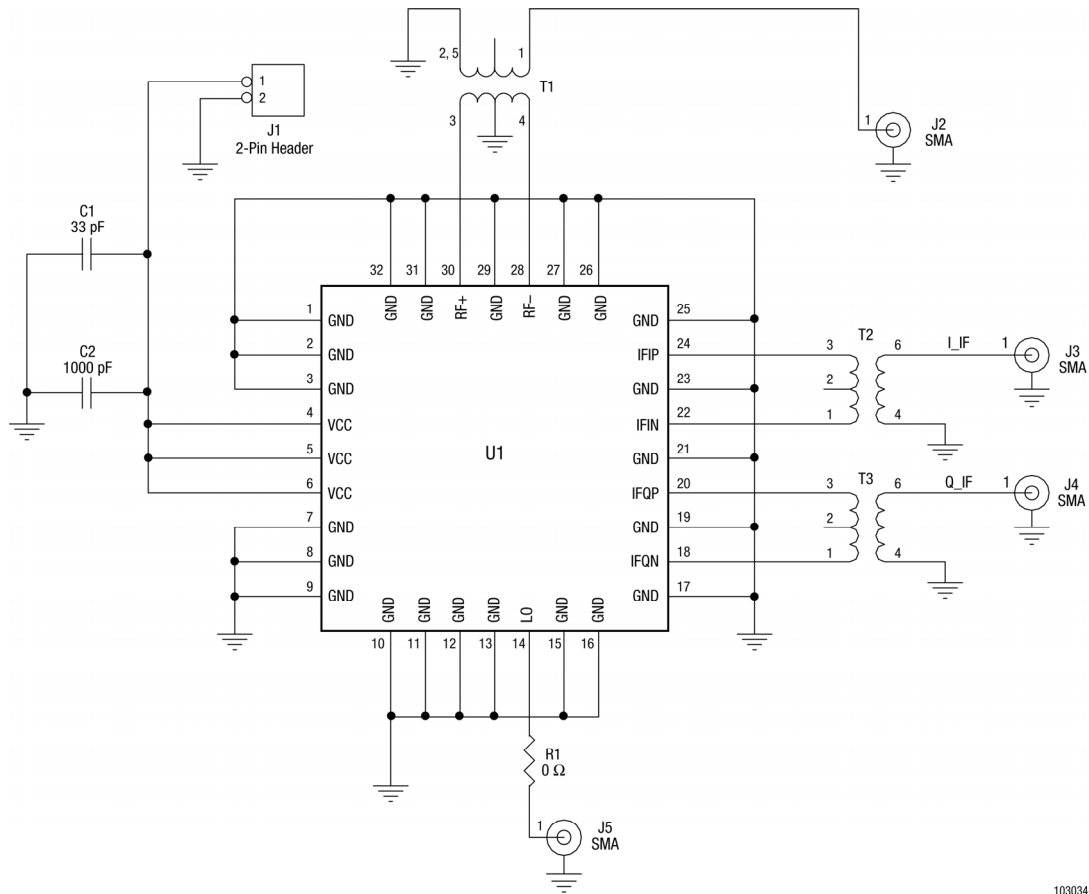 2, 5 1
T1
3 4
1
2
J1
2-Pin Header
1 J2
SMA
C1
33 pF
C2
1000 pF
32 31 30 29 28 27 26
GND GND RF+ GND RF– GND GND
1 GND
2 GND
3 GND
4 VCC
5 VCC
6 VCC
7 GND
8 GND
9 GND
U1
GND 25
IFIP 24
GND 23
IFIN 22
GND 21
IFQP 20
GND 19
IFQN 18
GND 17
T2
3 6 I_IF 1 J3
SMA
2
1 4
T3
3 6 Q_IF 1 J4
SMA
2
1 4
GND GND GND GND LO GND GND
10 11 12 13 14 15 16
R1
0 Ω
1 J5
SMA
103034